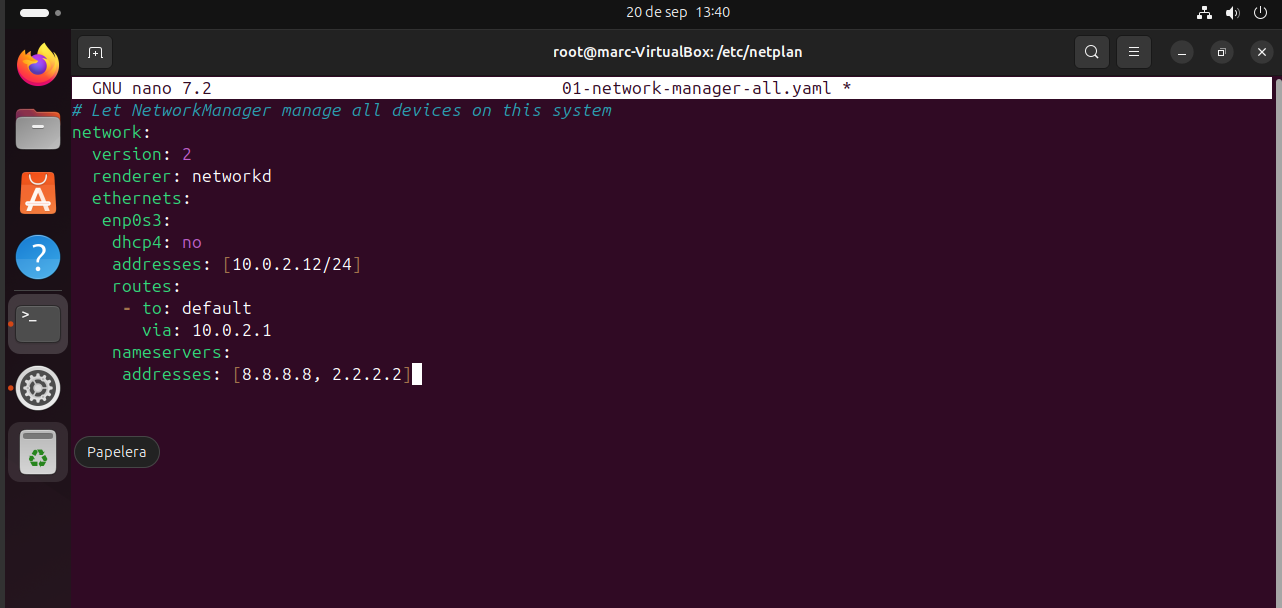 20 de sep 13:40
root@marc-VirtualBox: /etc/netplan
GNU nano 7.2 01-network-manager-all.yaml *
# Let NetworkManager manage all devices on this system
network:
  version: 2
  renderer: networkd
  ethernets:
   enp0s3:
    dhcp4: no
    addresses: [10.0.2.12/24]
    routes:
     - to: default
       via: 10.0.2.1
    nameservers:
     addresses: [8.8.8.8, 2.2.2.2]
Papelera